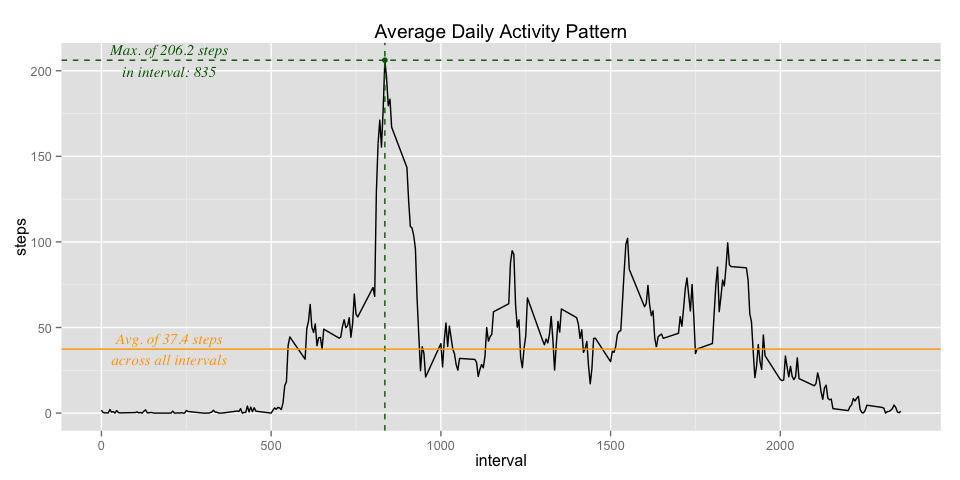 Average Daily Activity Pattern
Max. of 206.2 steps
in interval: 835
200
150
100
50
0
steps
Avg. of 37.4 steps
across all intervals
0 500 1000 1500 2000
interval